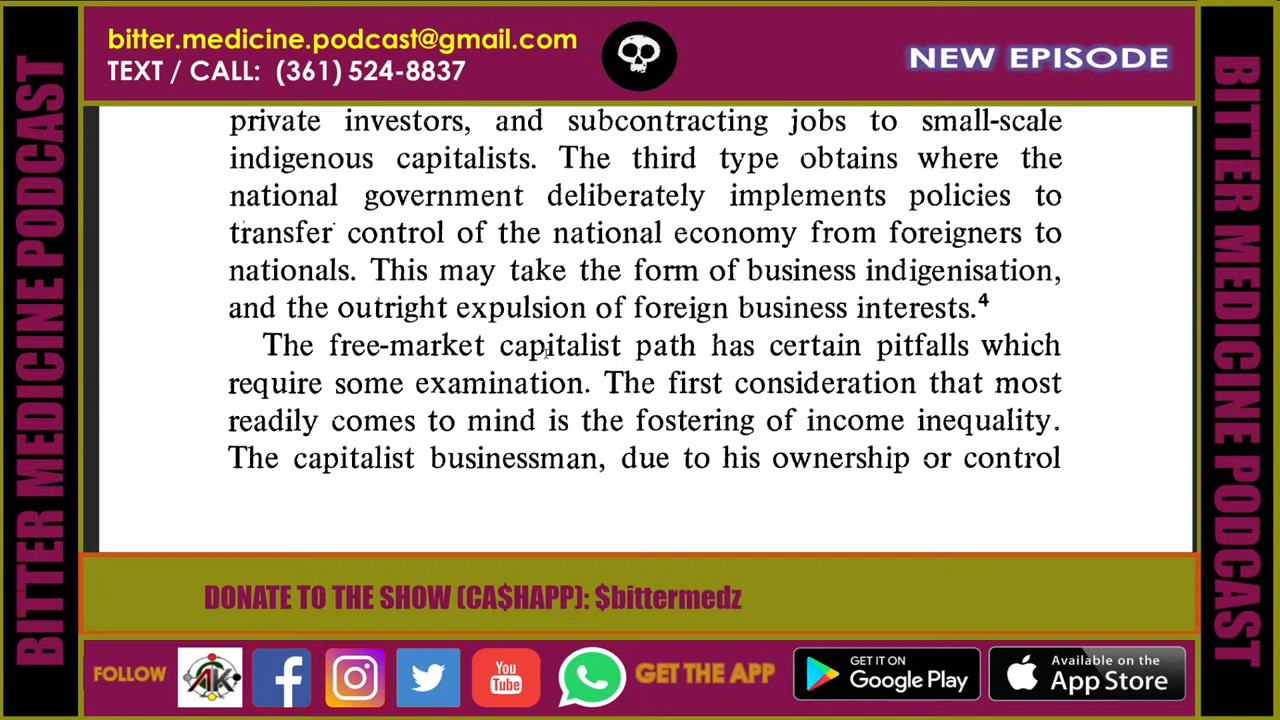 bitter.medicine.podcast@gmail.com
TEXT / CALL: (361) 524-8837
NEW EPISODE
BITTER MEDICINE PODCAST
private investors, and subcontracting jobs to small-scale
indigenous capitalists. The third type obtains where the
national government deliberately implements policies to
transfer control of the national economy from foreigners to
nationals. This may take the form of business indigenisation,
and the outright expulsion of foreign business interests.⁴
The free-market capitalist path has certain pitfalls which
require some examination. The first consideration that most
readily comes to mind is the fostering of income inequality.
The capitalist businessman, due to his ownership or control
BITTER MEDICINE PODCAST
DONATE TO THE SHOW (CA$HAPP): $bittermedz
FOLLOW
ATK
You
Tube
GET THE APP
GET IT ON
Google Play
Available on the
App Store